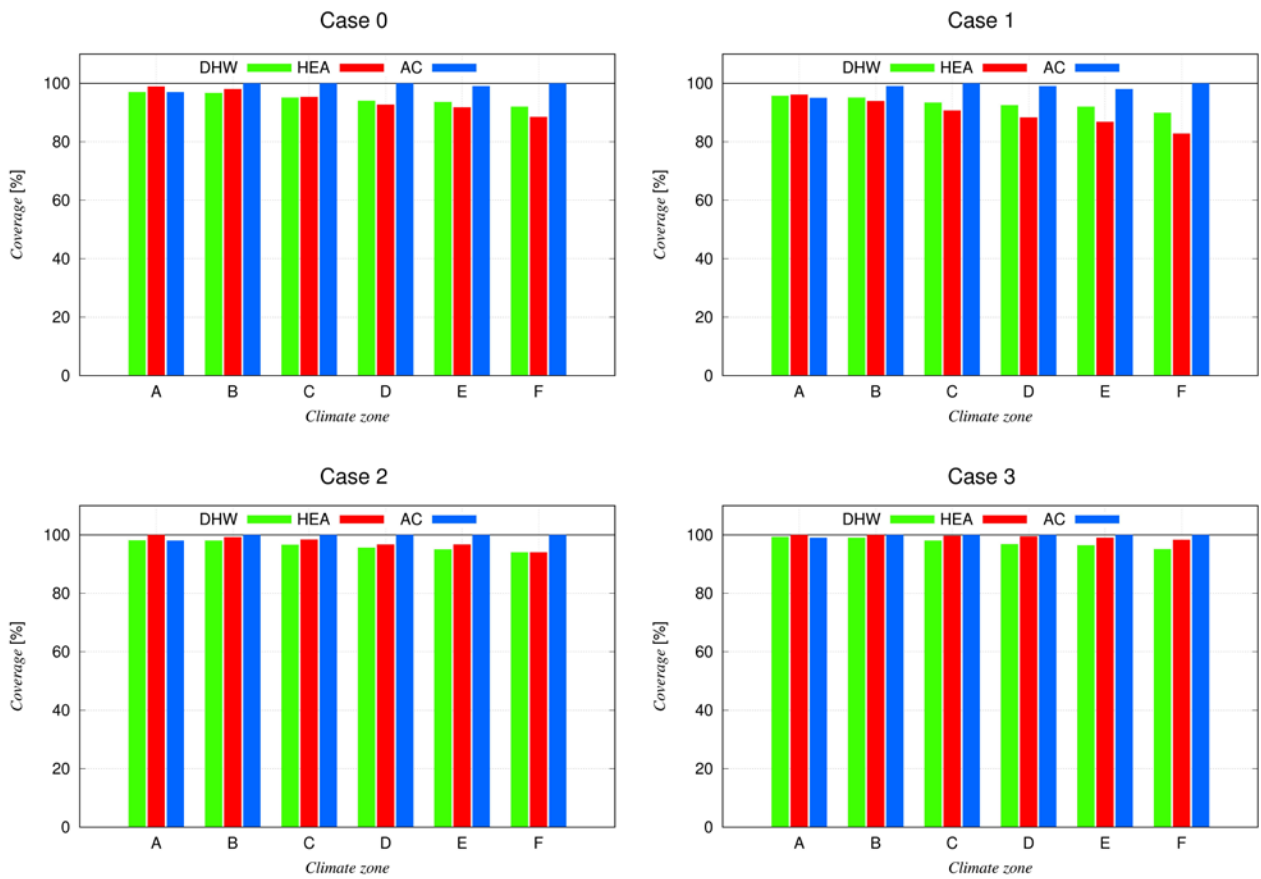 Case 0
DHW HEA AC
100
80
60
40
20
0
Coverage [%]
A B C D E F
Climate zone
Case 1
DHW HEA AC
100
80
60
40
20
0
Coverage [%]
A B C D E F
Climate zone
Case 2
DHW HEA AC
100
80
60
40
20
0
Coverage [%]
A B C D E F
Climate zone
Case 3
DHW HEA AC
100
80
60
40
20
0
Coverage [%]
A B C D E F
Climate zone